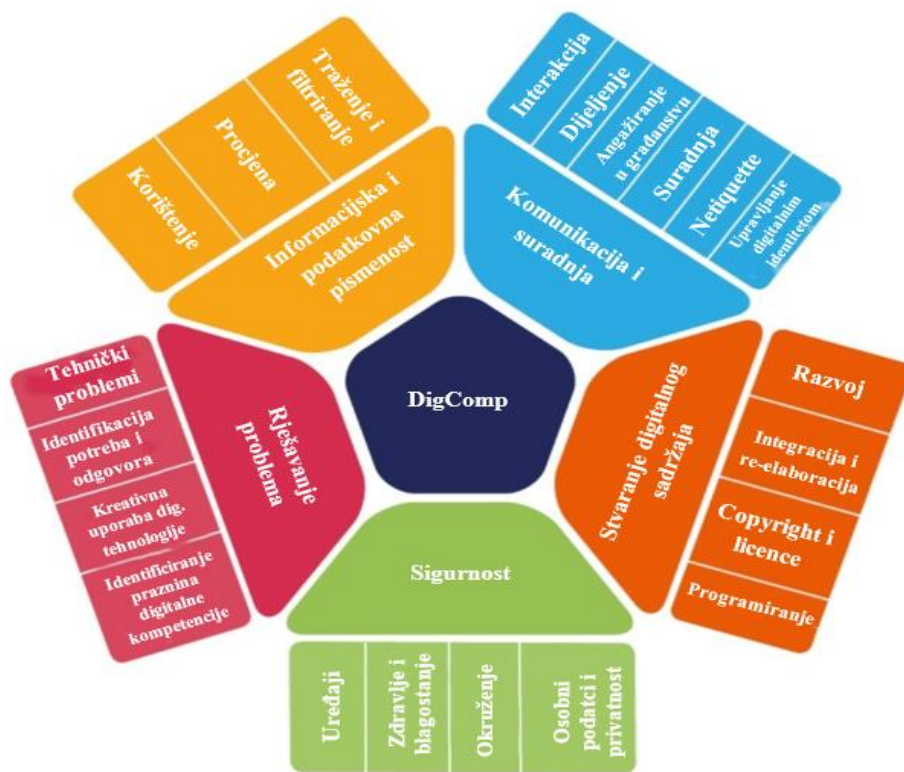 Traženje i
filtriranje
Procjena
Korištenje
Informacijska i
podatkovna
pismenost
Interakcija
Dijeljenje
Angažiranje
u građanstvu
Suradnja
Netiquette
Upravljanje
digitalnim
identitetom
Komunikacija i
suradnja
DigComp
Tehnički
problemi
Identifikacija
potreba i
odgovora
Kreativna
uporaba dig.
tehnologije
Identificiranje
praznina
digitalne
kompetencije
Rješavanje
problema
Stvaranje digitalnog
sadržaja
Razvoj
Integracija i
re-elaboracija
Copyright i
licence
Programiranje
Sigurnost
Uređaji
Zdravlje i
blagostanje
Okruženje
Osobni
podatci i
privatnost